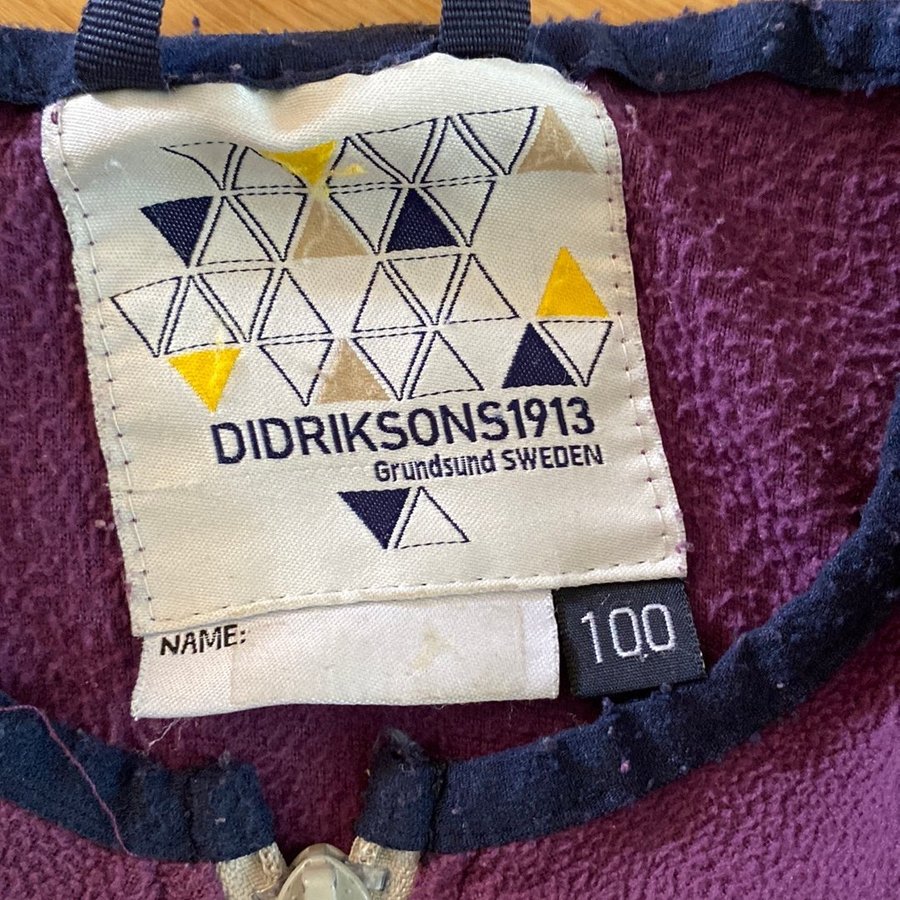 DIDRIKSONS1913
Grundsund SWEDEN
NAME:
100